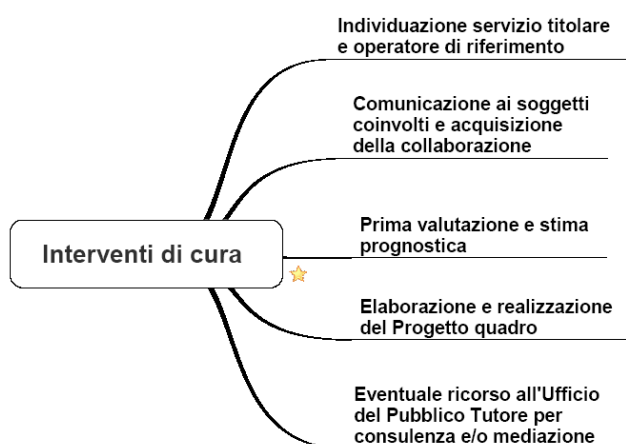 Individuazione servizio titolare
e operatore di riferimento
Comunicazione ai soggetti
coinvolti e acquisizione
della collaborazione
Interventi di cura
Prima valutazione e stima
prognostica
Elaborazione e realizzazione
del Progetto quadro
Eventuale ricorso all'Ufficio
del Pubblico Tutore per
consulenza e/o mediazione